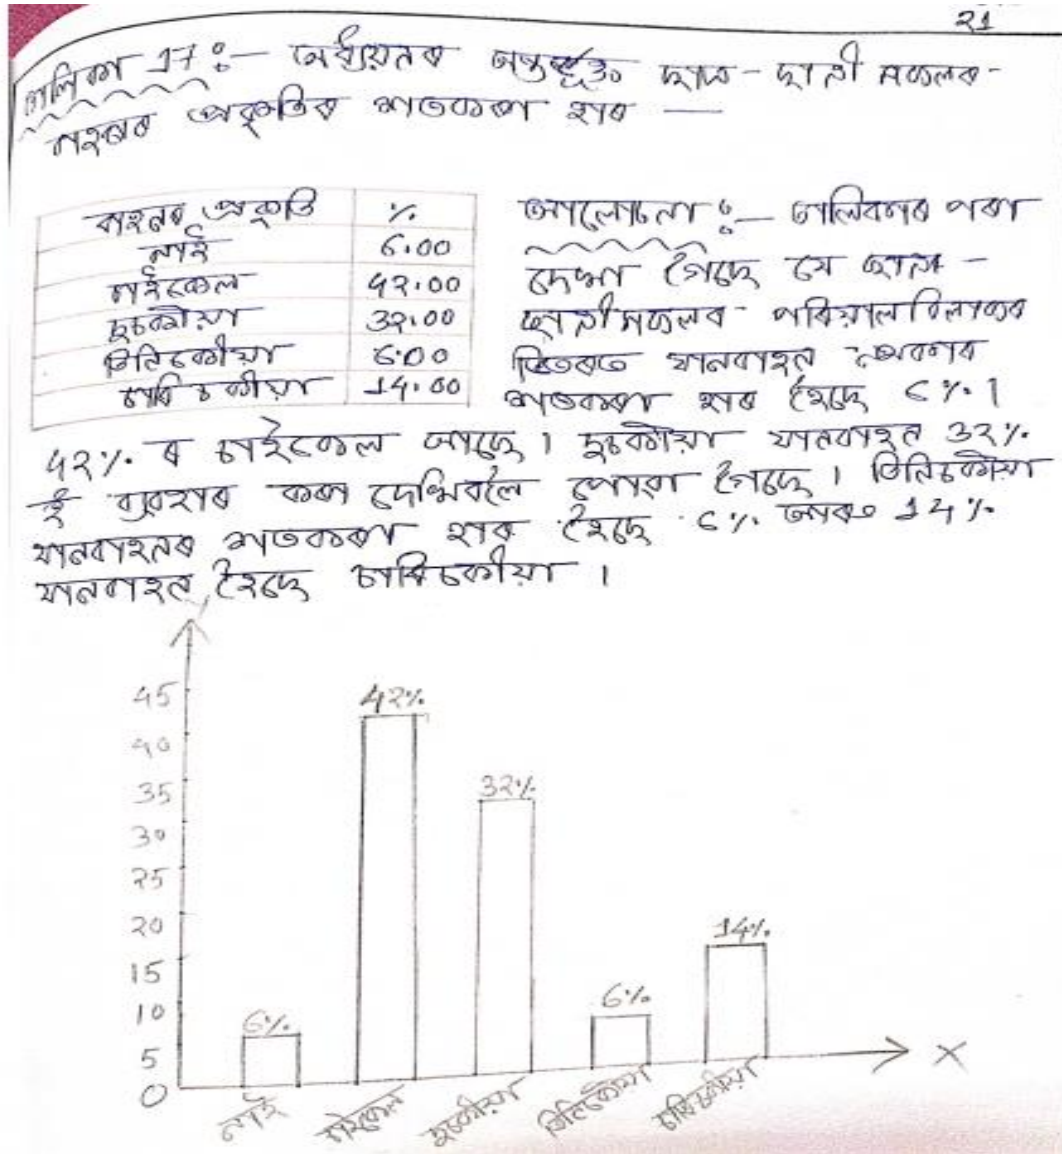 21
তালিকা 17 :— অধ্যয়নৰ অন্তৰ্ভুক্ত ছাত্ৰ - ছাত্ৰী সকলৰ -
বাহনৰ প্ৰকৃতিৰ শতকৰা হাৰ —
বাহনৰ প্ৰকৃতি %
নাই 6.00
চাইকেল 42.00
দুচকীয়া 32.00
তিনিচকীয়া 6.00
চাৰি চকীয়া 14.00
আলোচনা :— তালিকাৰ পৰা
দেখা গৈছে যে ছাত্ৰ -
ছাত্ৰীসকলৰ - পৰিয়ালবিলাকৰ
ভিতৰত যানবাহন নথকাৰ
শতকৰা হাৰ হৈছে 6%।
42% ৰ চাইকেল আছে। দুচকীয়া যানবাহন 32%
ই ব্যৱহাৰ কৰা দেখিবলৈ পোৱা গৈছে। তিনিচকীয়া
যানবাহনৰ শতকৰা হাৰ হৈছে 6% আৰু 14%
যানবাহন হৈছে চাৰিচকীয়া।
45
40
35
30
25
20
15
10
5
0
6%
42%
32%
6%
14%
X
নাই চাইকেল দুচকীয়া তিনিচকীয়া চাৰিচকীয়া